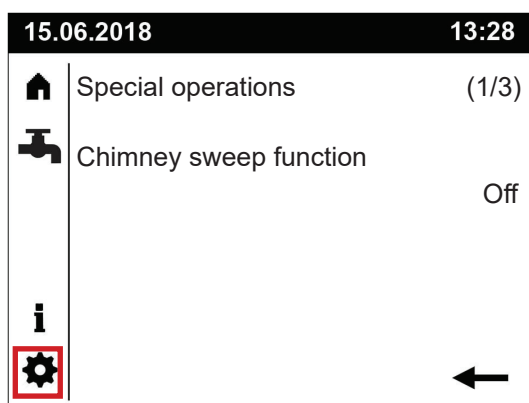 15.06.2018 13:28
Special operations (1/3)
Chimney sweep function
Off
i